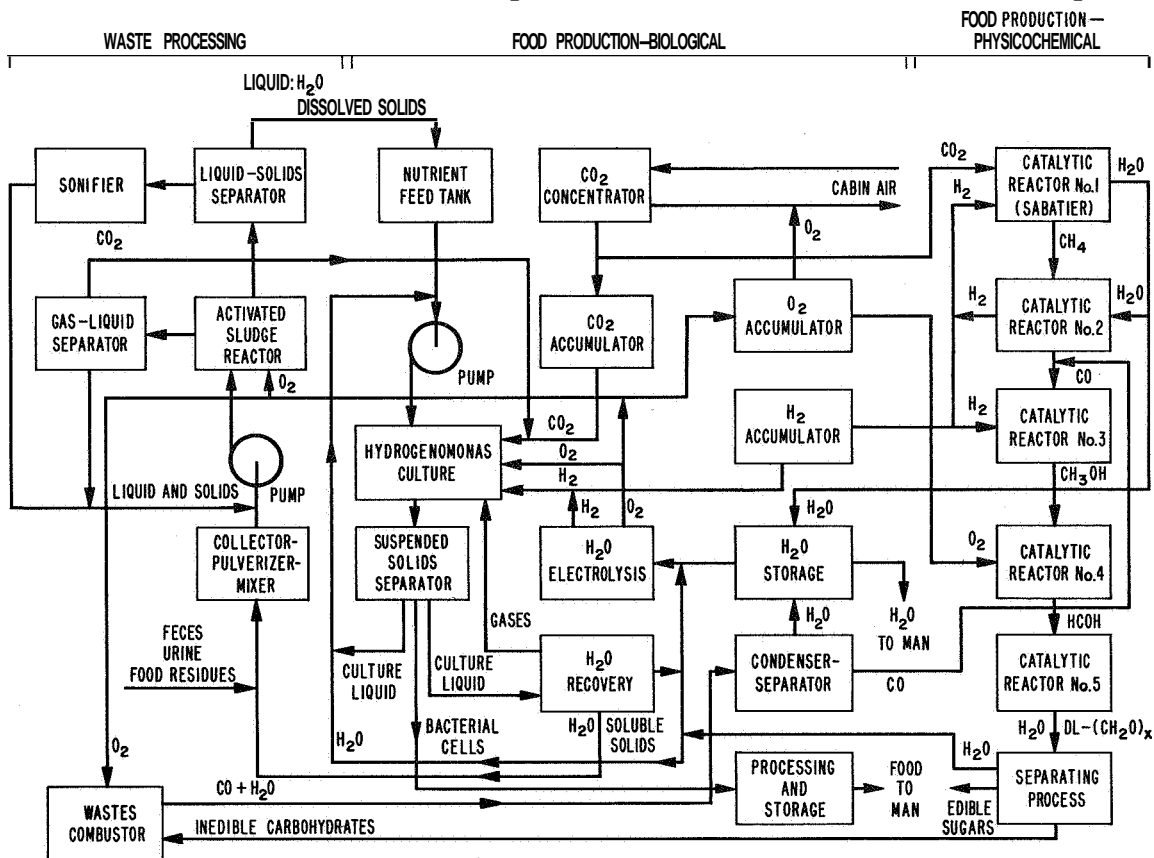 WASTE PROCESSING
FOOD PRODUCTION—BIOLOGICAL
FOOD PRODUCTION—
PHYSICOCHEMICAL
LIQUID: H₂O
DISSOLVED SOLIDS
SONIFIER
LIQUID-SOLIDS
SEPARATOR
NUTRIENT
FEED TANK
CO₂
CONCENTRATOR
CABIN AIR
O₂
CO₂
H₂
CATALYTIC
REACTOR No.1
(SABATIER)
H₂O
CH₄
CO₂
GAS-LIQUID
SEPARATOR
ACTIVATED
SLUDGE
REACTOR
O₂
PUMP
CO₂
ACCUMULATOR
O₂
ACCUMULATOR
H₂
CATALYTIC
REACTOR No.2
H₂O
CO
HYDROGENOMONAS
CULTURE
CO₂
O₂
H₂
H₂
ACCUMULATOR
H₂
CATALYTIC
REACTOR No.3
CH₃OH
LIQUID AND SOLIDS
PUMP
COLLECTOR-
PULVERIZER-
MIXER
SUSPENDED
SOLIDS
SEPARATOR
H₂
O₂
H₂O
ELECTROLYSIS
H₂O
H₂O
STORAGE
O₂
CATALYTIC
REACTOR No.4
HCOH
GASES
H₂O
H₂O
TO MAN
FECES
URINE
FOOD RESIDUES
CULTURE
LIQUID
CULTURE
LIQUID
H₂O
RECOVERY
CONDENSER-
SEPARATOR
CO
CATALYTIC
REACTOR No.5
H₂O
DL-(CH₂O)ₓ
O₂
H₂O
BACTERIAL
CELLS
H₂O
SOLUBLE
SOLIDS
H₂O
CO + H₂O
WASTES
COMBUSTOR
PROCESSING
AND
STORAGE
FOOD
TO
MAN
EDIBLE
SUGARS
SEPARATING
PROCESS
INEDIBLE CARBOHYDRATES